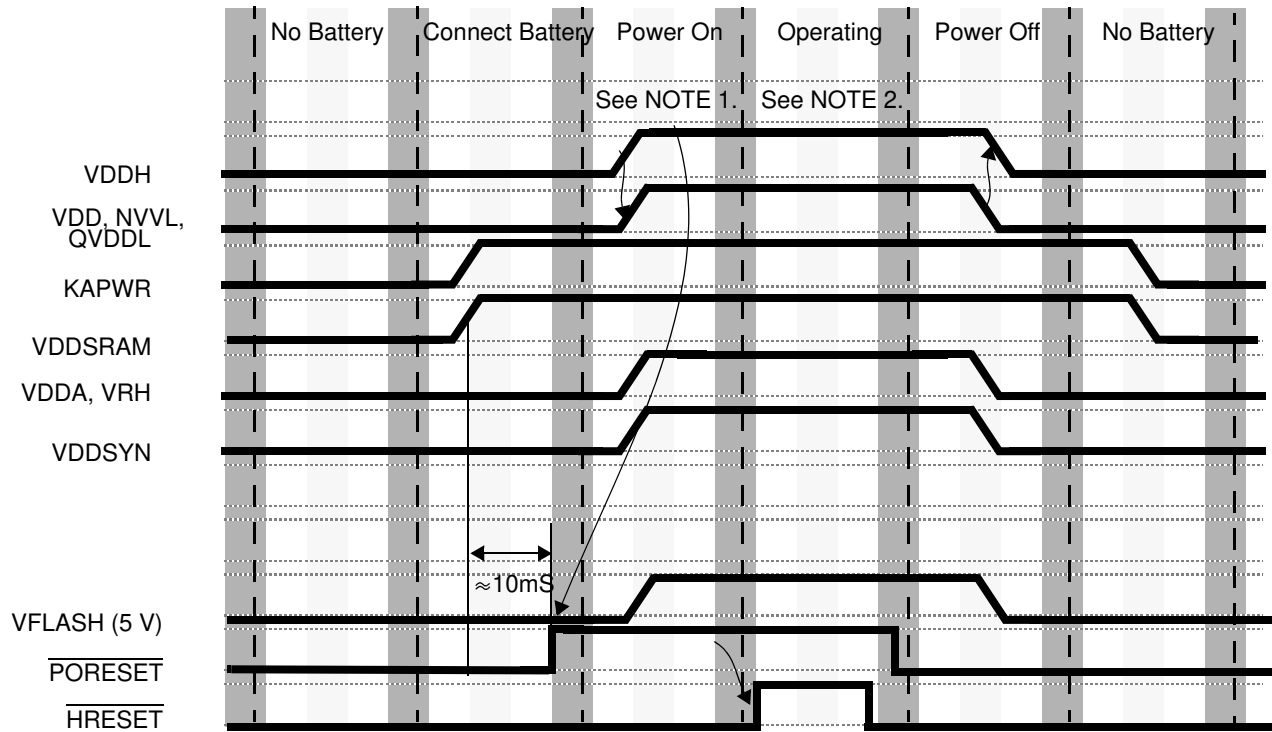 No Battery
Connect Battery
Power On
Operating
Power Off
No Battery
See NOTE 1.
See NOTE 2.
VDDH
VDD, NVVL,
QVDDL
KAPWR
VDDSRAM
VDDA, VRH
VDDSYN
≈10mS
VFLASH (5 V)
PORESET
HRESET